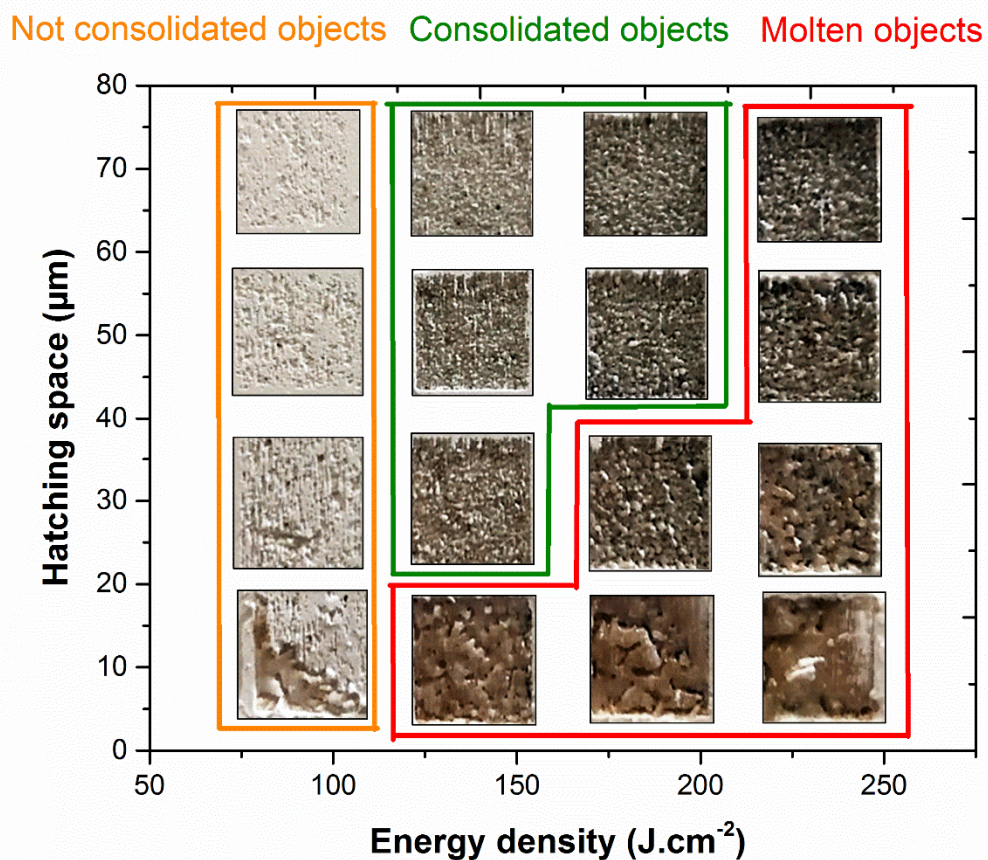 Not consolidated objects Consolidated objects Molten objects
80
70
60
50
40
30
20
10
0
Hatching space (µm)
50 100 150 200 250
Energy density (J.cm⁻²)